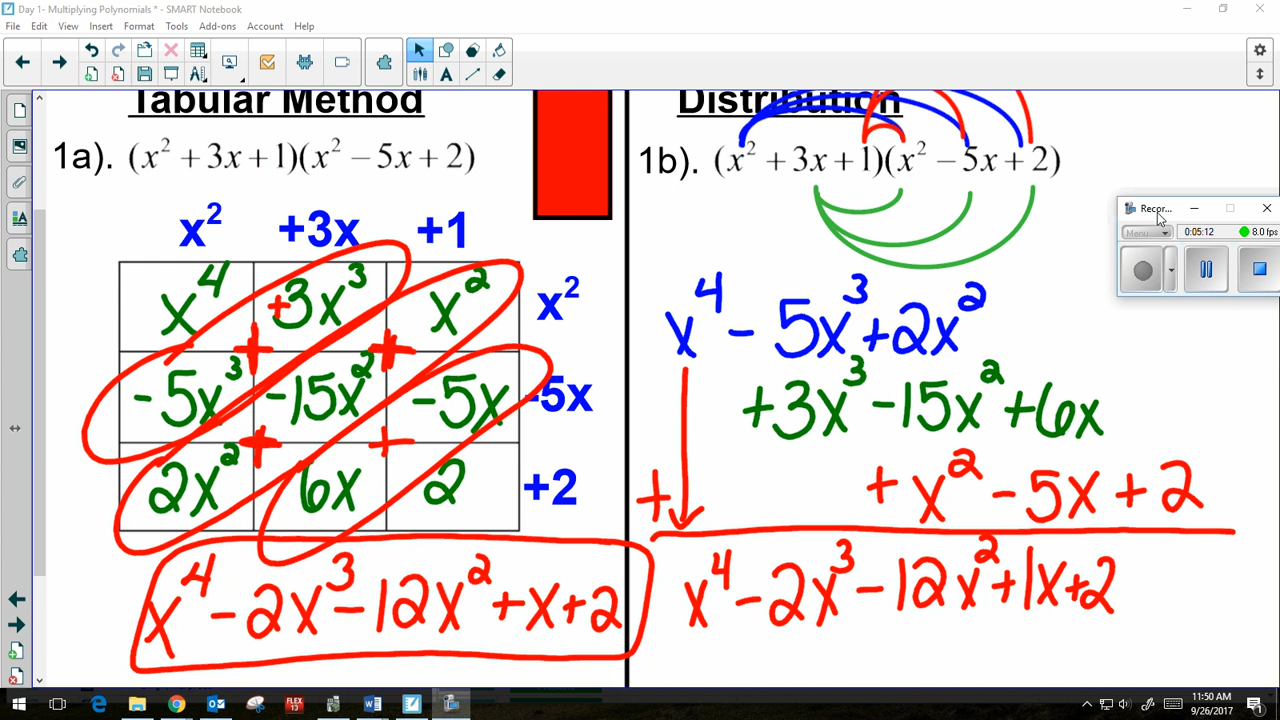 Day 1- Multiplying Polynomials * - SMART Notebook
File Edit View Insert Format Tools Add-ons Account Help
Tabular Method
1a). (x² + 3x + 1)(x² − 5x + 2)
x² +3x +1
x⁴ +3x³ x² x²
-5x³ -15x² -5x -5x
2x² 6x 2 +2
x⁴ - 2x³ - 12x² + x + 2
Distribution
1b). (x² + 3x + 1)(x² − 5x + 2)
x⁴ - 5x³ + 2x²
+3x³ - 15x² + 6x
+ x² - 5x + 2
+
x⁴ - 2x³ - 12x² + 1x + 2
Recor...
Menu 0:05:12 8.0 fps
FLEX
13
11:50 AM
9/26/2017